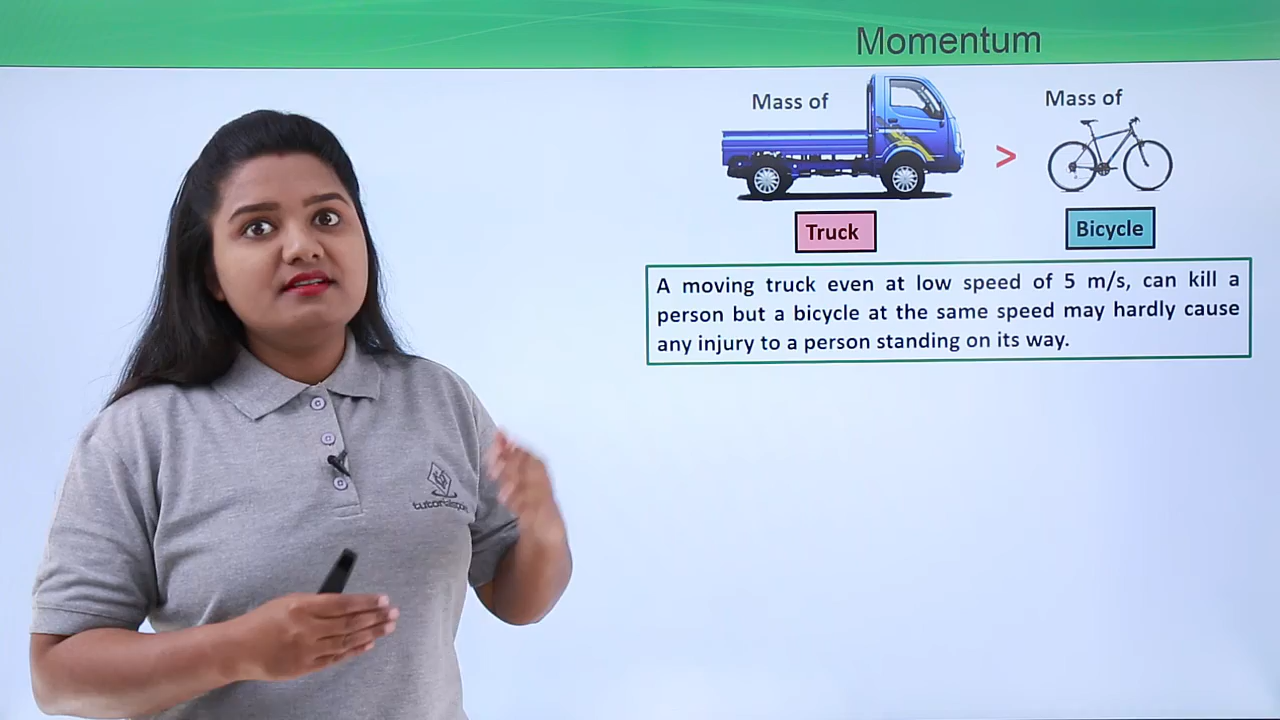 Momentum
Mass of
Mass of
>
Truck
Bicycle
A moving truck even at low speed of 5 m/s, can kill a
person but a bicycle at the same speed may hardly cause
any injury to a person standing on its way.